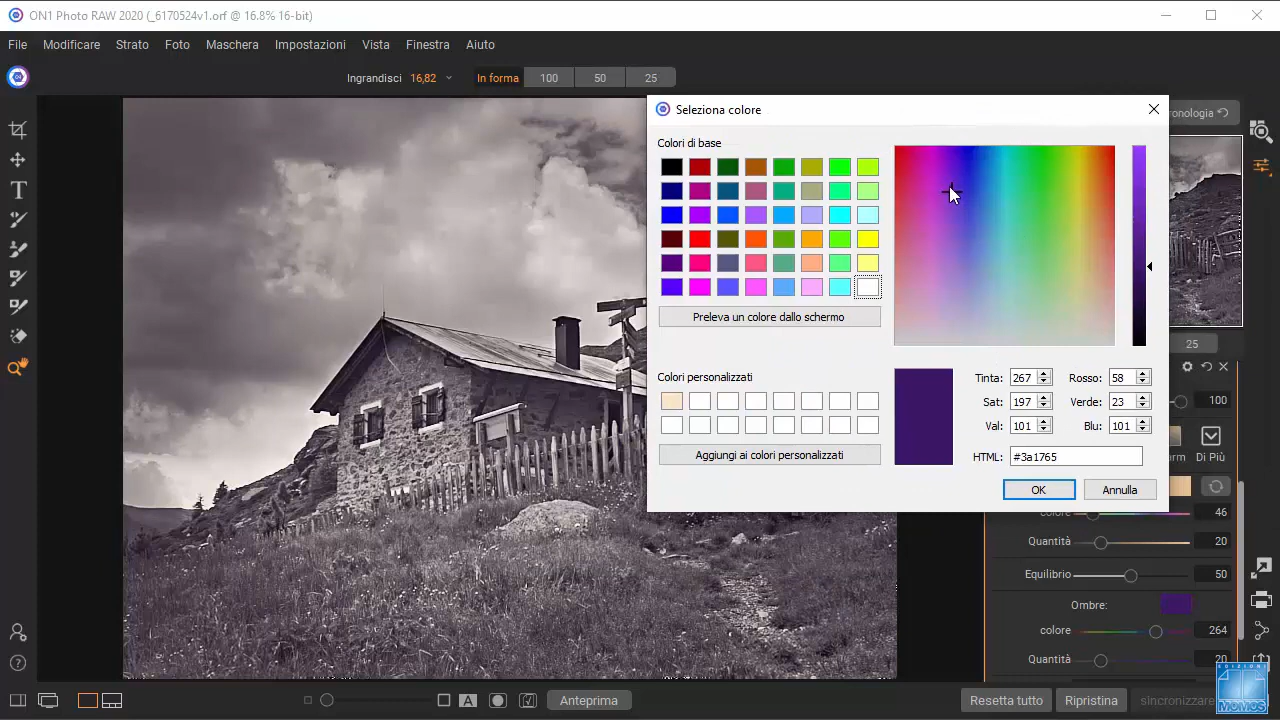 ON1 Photo RAW 2020 (_6170524v1.orf @ 16.8% 16-bit)
File Modificare Strato Foto Maschera Impostazioni Vista Finestra Aiuto
Ingrandisci 16,82 In forma 100 50 25
Seleziona colore
Colori di base
Preleva un colore dallo schermo
Colori personalizzati
Aggiungi ai colori personalizzati
Tinta: 267 Rosso: 58
Sat: 197 Verde: 23
Val: 101 Blu: 101
HTML: #3a1765
OK Annulla
25
100
Di Più
colore 46
Quantità 20
Equilibrio 50
Ombre:
colore 264
Quantità 20
A Anteprima Resetta tutto Ripristina sincronizzare
EDIZIONI
MOMOS